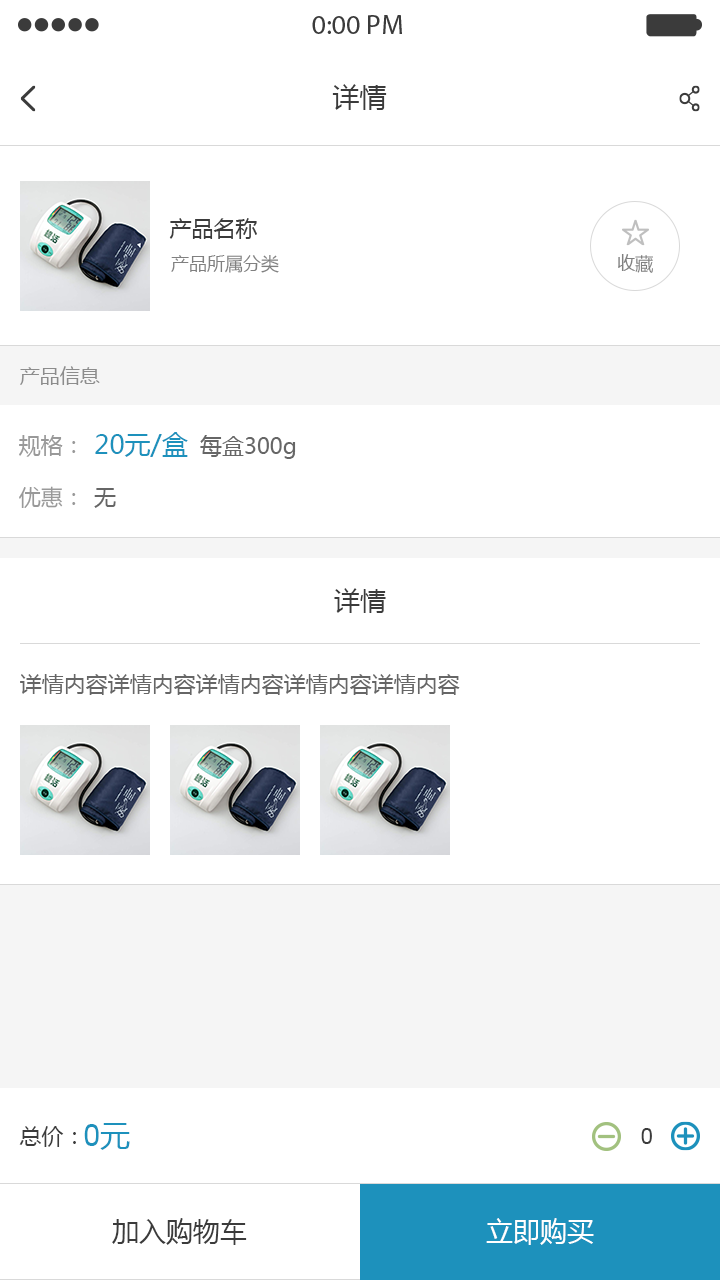 0:00 PM
详情
产品名称
产品所属分类
收藏
产品信息
规格： 20元/盒 每盒300g
优惠： 无
详情
详情内容详情内容详情内容详情内容详情内容
总价：0元
0
加入购物车
立即购买